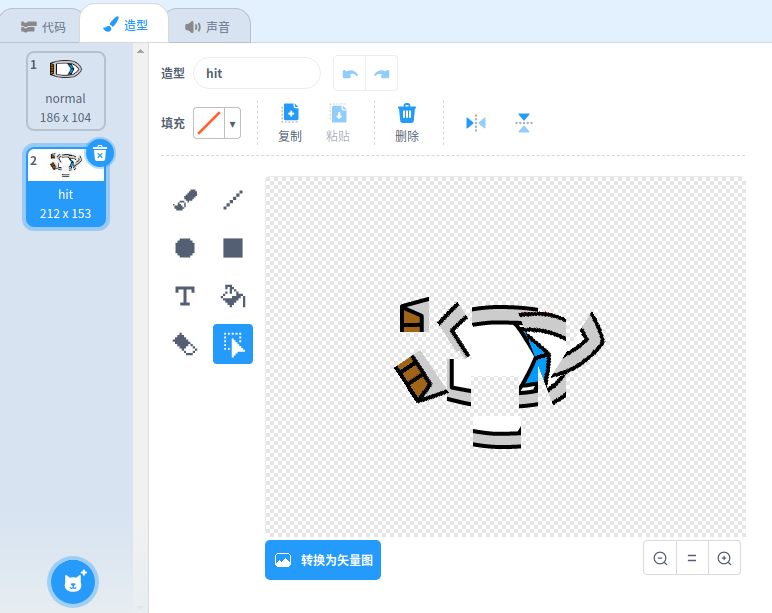 代码
造型
声音
1
normal
186 x 104
2
hit
212 x 153
造型
hit
填充
复制
粘贴
删除
转换为矢量图